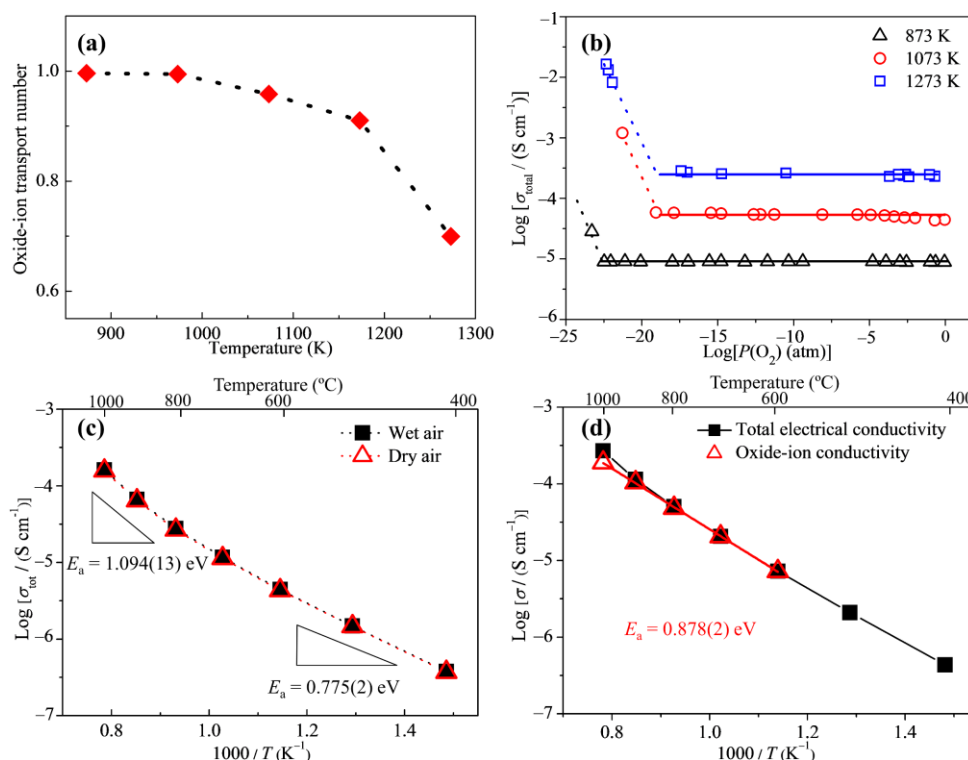 (a)
Oxide-ion transport number
1.0
0.8
0.6
900
1000
1100
1200
1300
Temperature (K)
(b)
873 K
1073 K
1273 K
Log [σtotal / (S cm−1)]
−1
−2
−3
−4
−5
−6
−25
−20
−15
−10
−5
0
Log[P(O2) (atm)]
Temperature (ºC)
1000
800
600
400
(c)
Wet air
Dry air
Ea = 1.094(13) eV
Ea = 0.775(2) eV
Log [σtot / (S cm-1)]
−3
−4
−5
−6
−7
0.8
1.0
1.2
1.4
1000 / T (K−1)
Temperature (ºC)
1000
800
600
400
(d)
Total electrical conductivity
Oxide-ion conductivity
Ea = 0.878(2) eV
Log [σ/ (S cm−1)]
−3
−4
−5
−6
−7
0.8
1.0
1.2
1.4
1000 / T (K−1)